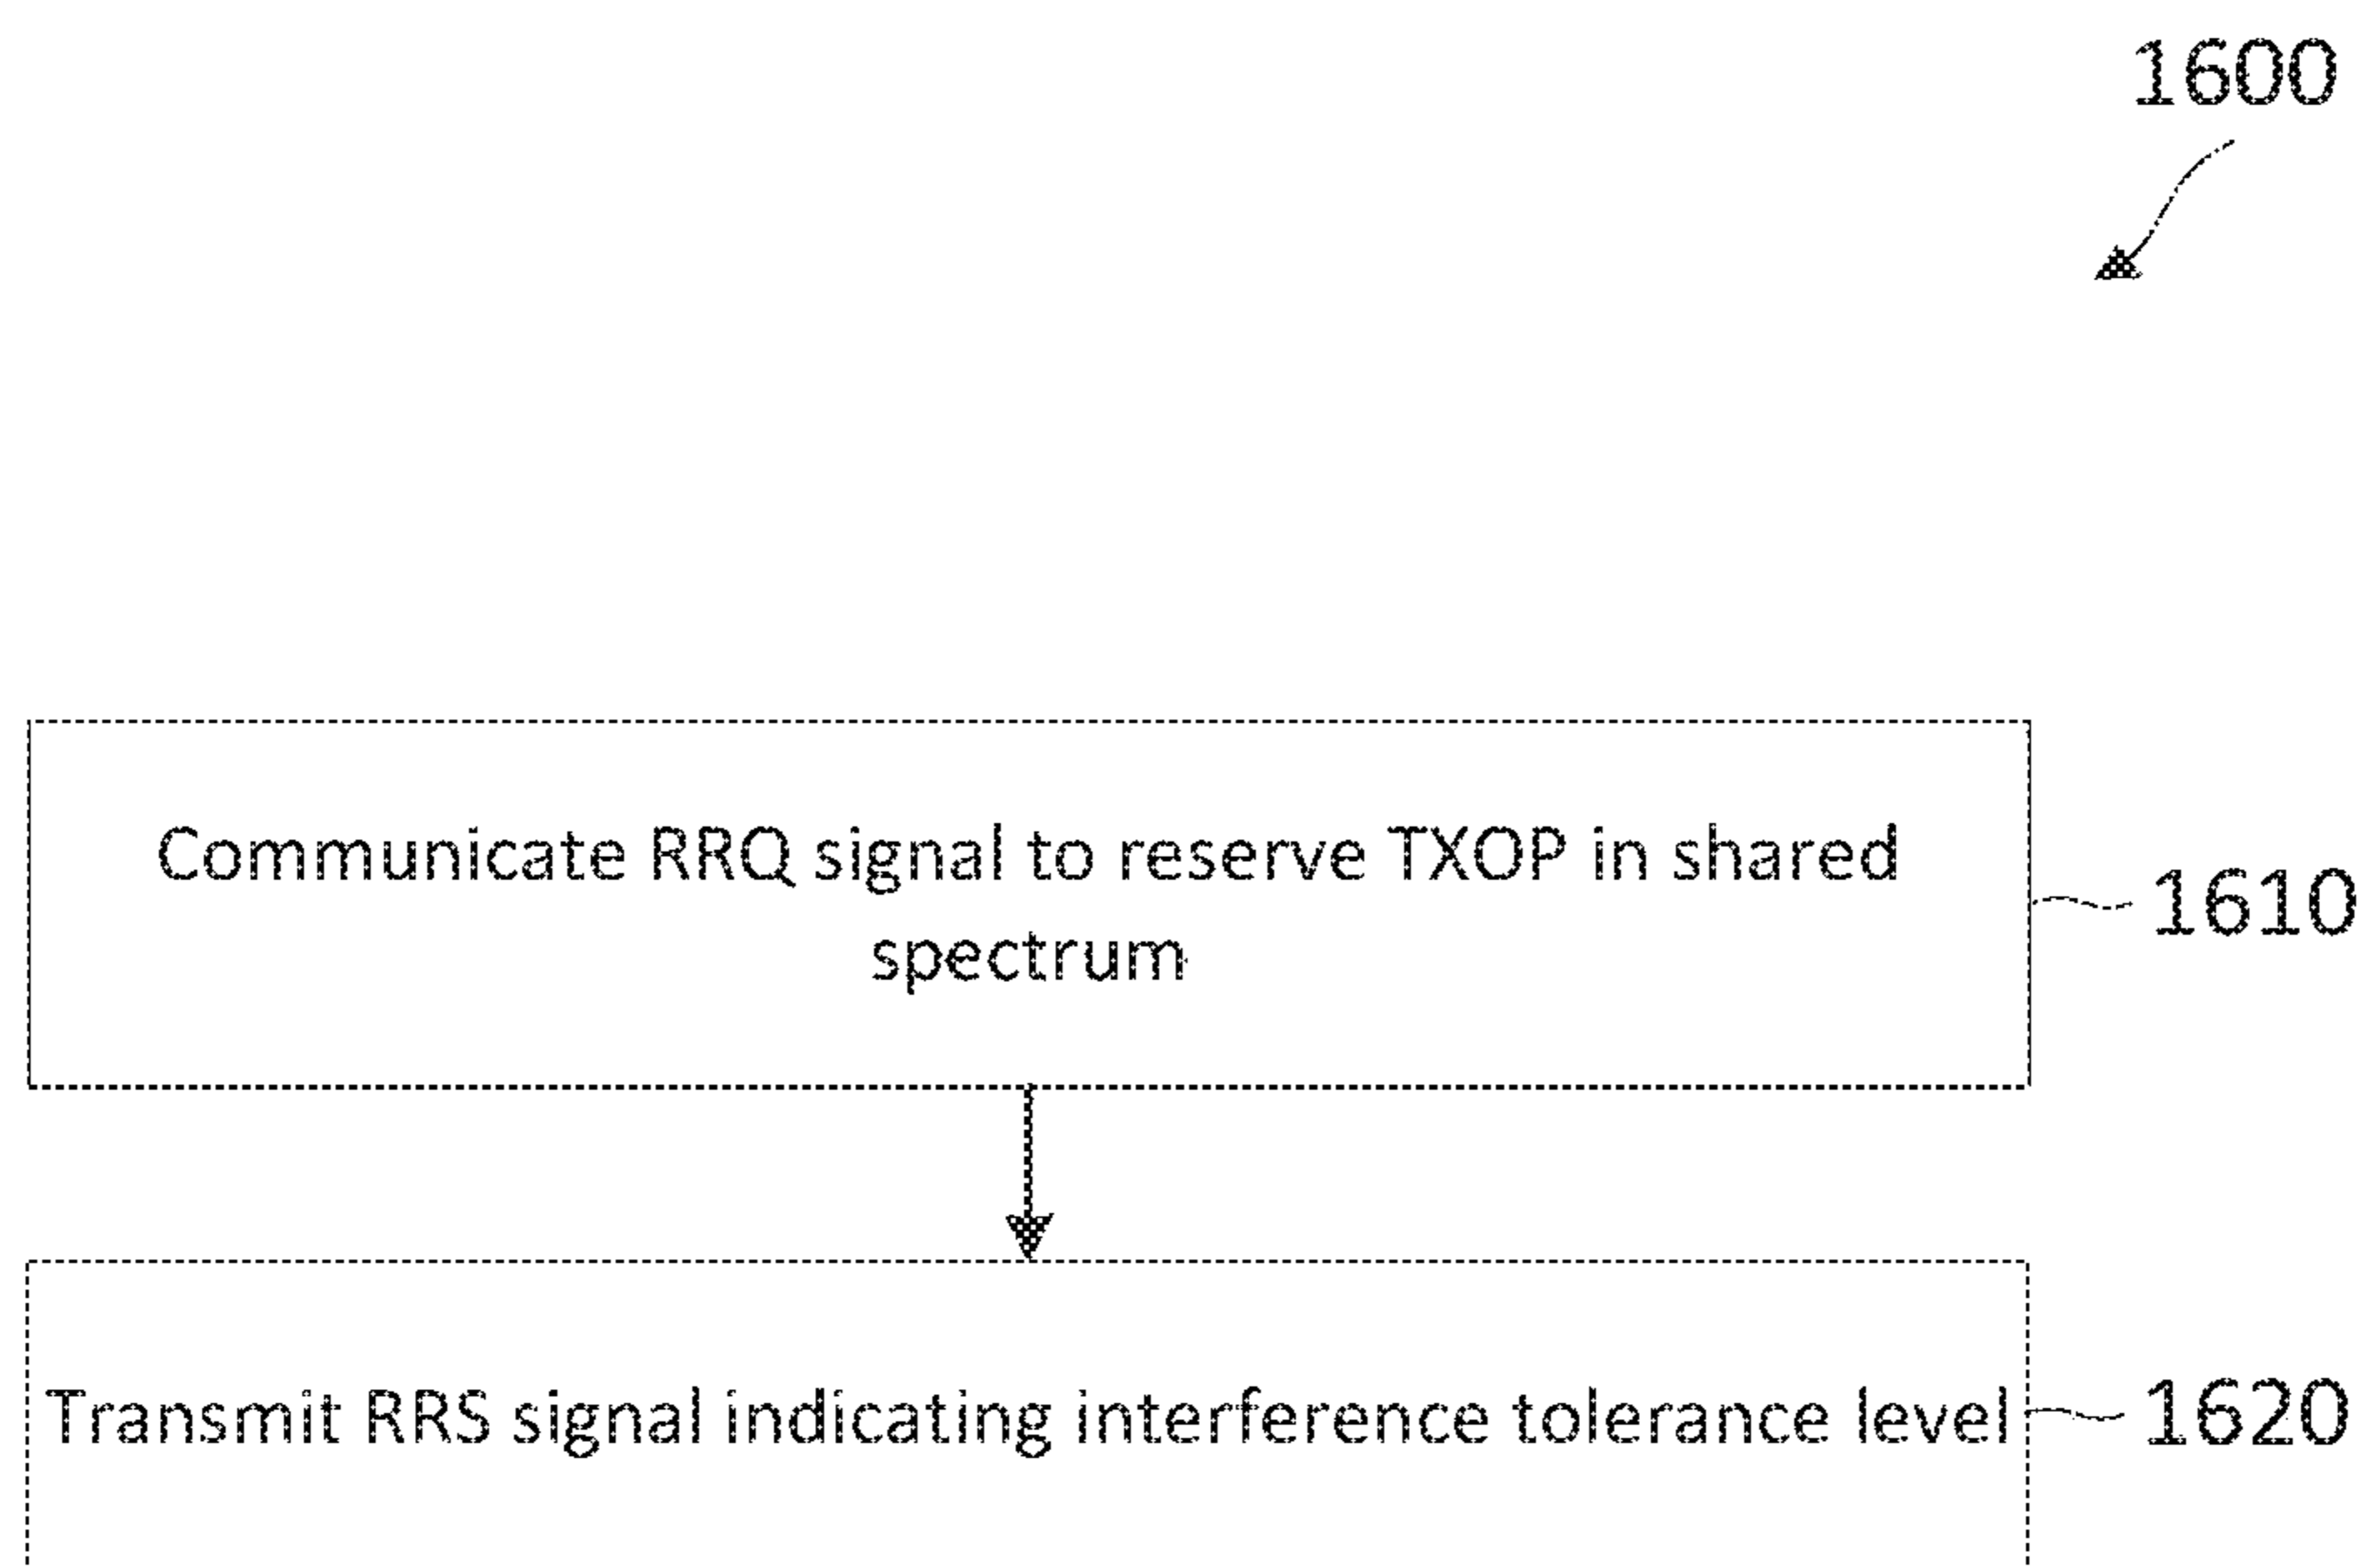 1600
Communicate RRQ signal to reserve TXOP in shared
spectrum
1610
Transmit RRS signal indicating interference tolerance level
1620